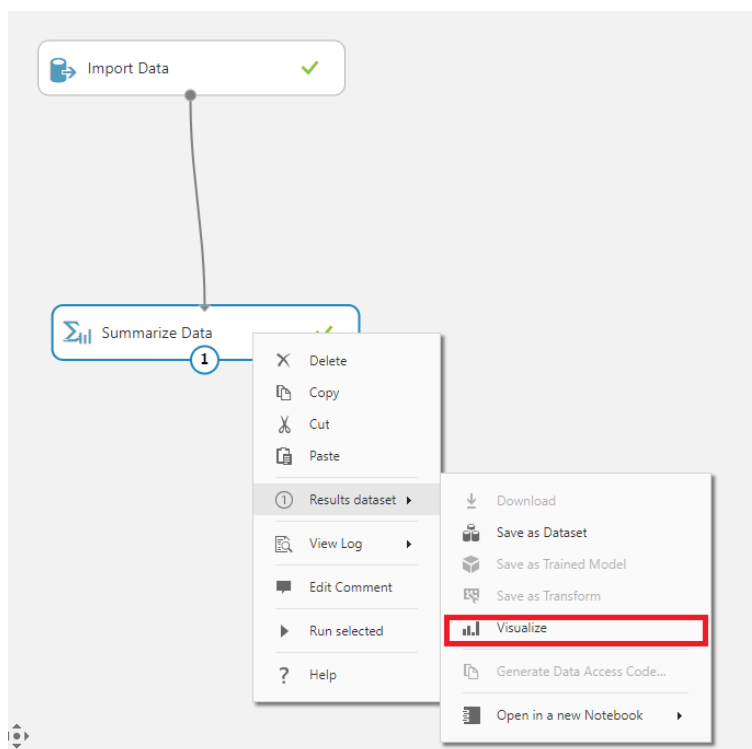 Import Data
Summarize Data
1
Delete
Copy
Cut
Paste
1 Results dataset
View Log
Edit Comment
Run selected
? Help
Download
Save as Dataset
Save as Trained Model
Save as Transform
Visualize
Generate Data Access Code...
Open in a new Notebook